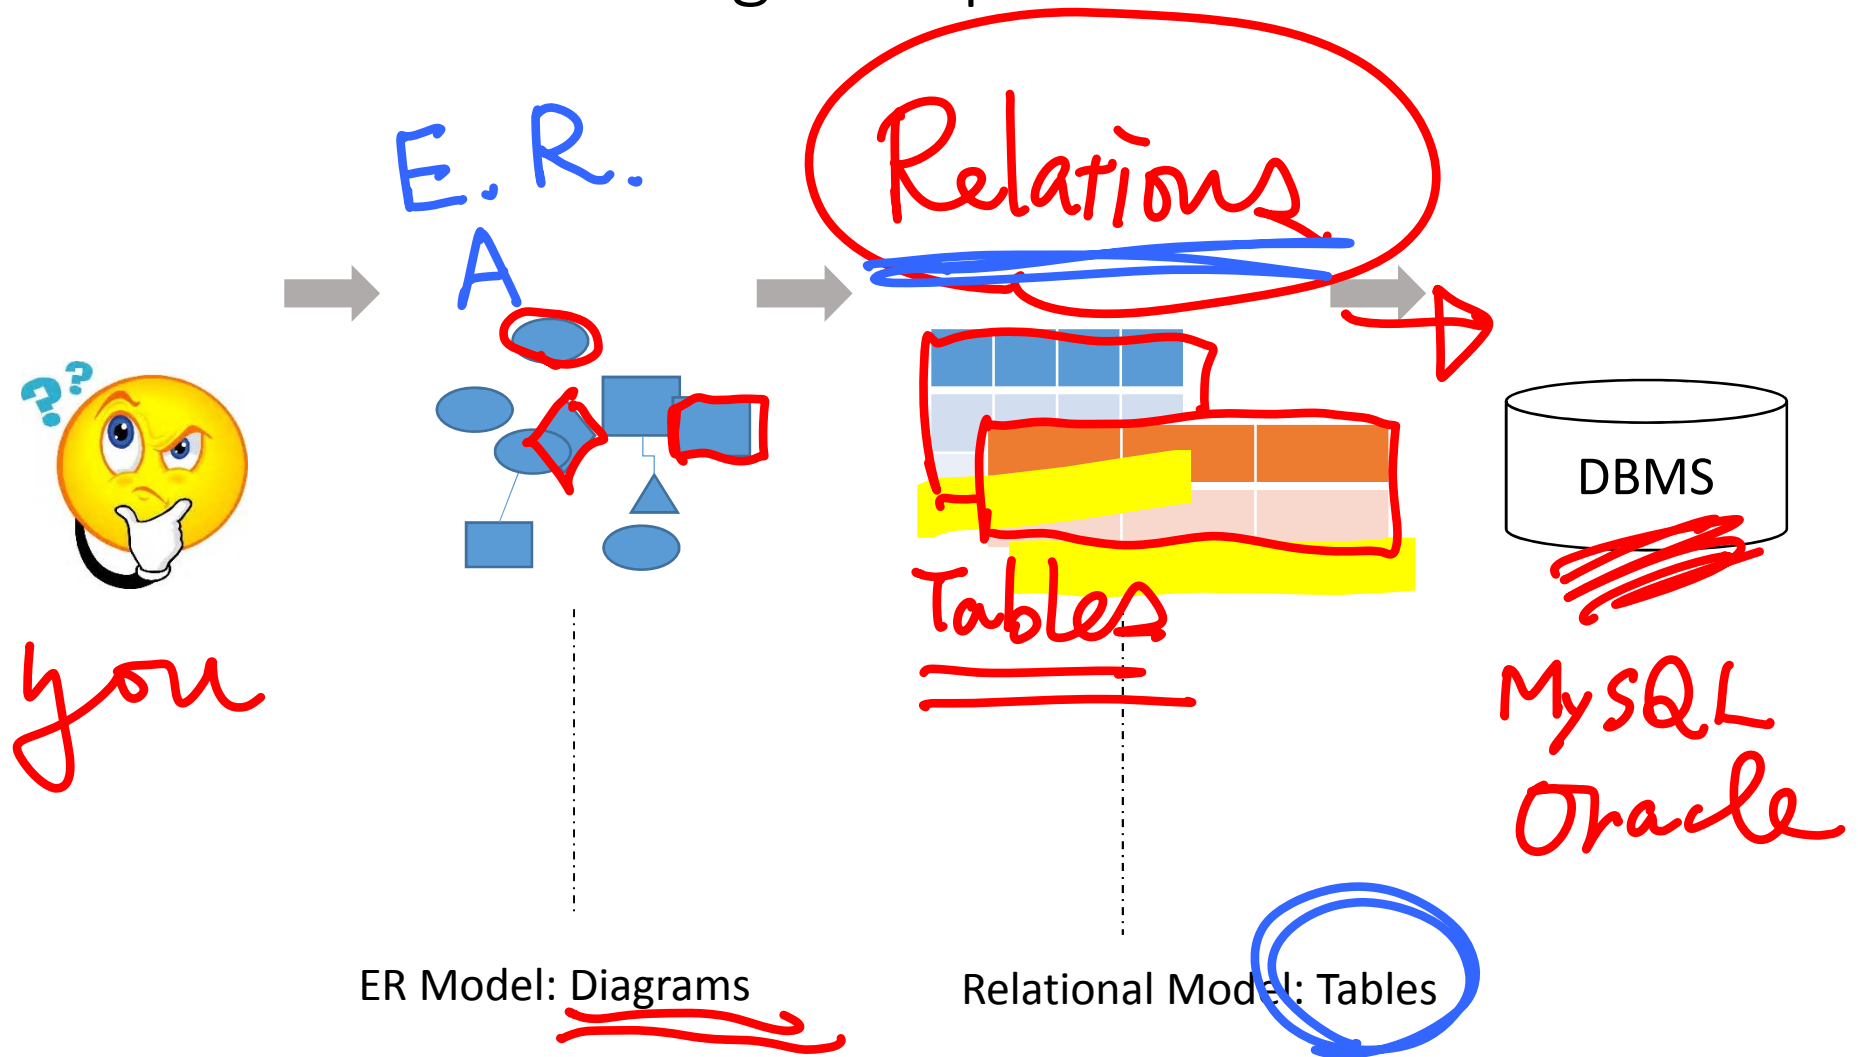 E.R.
A
Relations
??
DBMS
Tables
you
MySQL
Oracle
ER Model: Diagrams
Relational Model: Tables